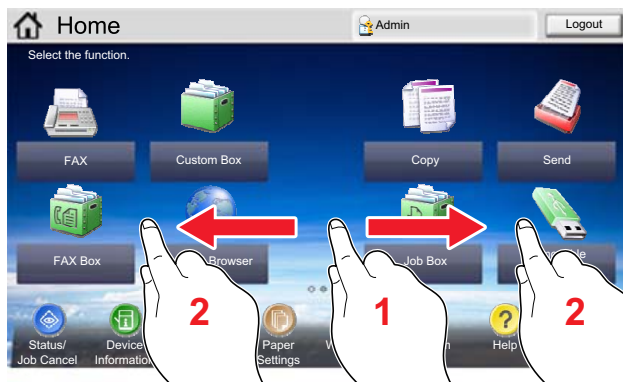 Home
Admin
Logout
Select the function.
FAX
Custom Box
Copy
Send
FAX Box
Browser
Job Box
2
1
2
Status/
Job Cancel
Device
Information
Paper
Settings
Help